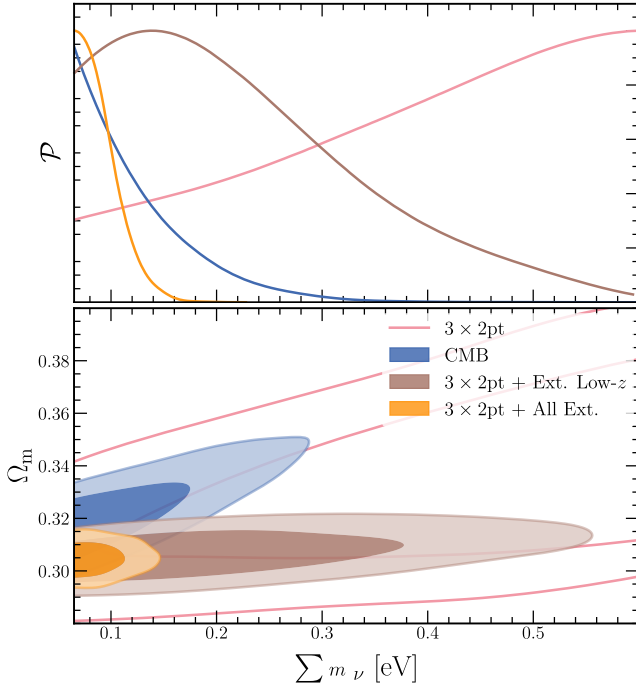 𝒫
3 × 2pt
CMB
3 × 2pt + Ext. Low-z
3 × 2pt + All Ext.
Ωm
0.38
0.36
0.34
0.32
0.30
0.1
0.2
0.3
0.4
0.5
∑ m ν [eV]